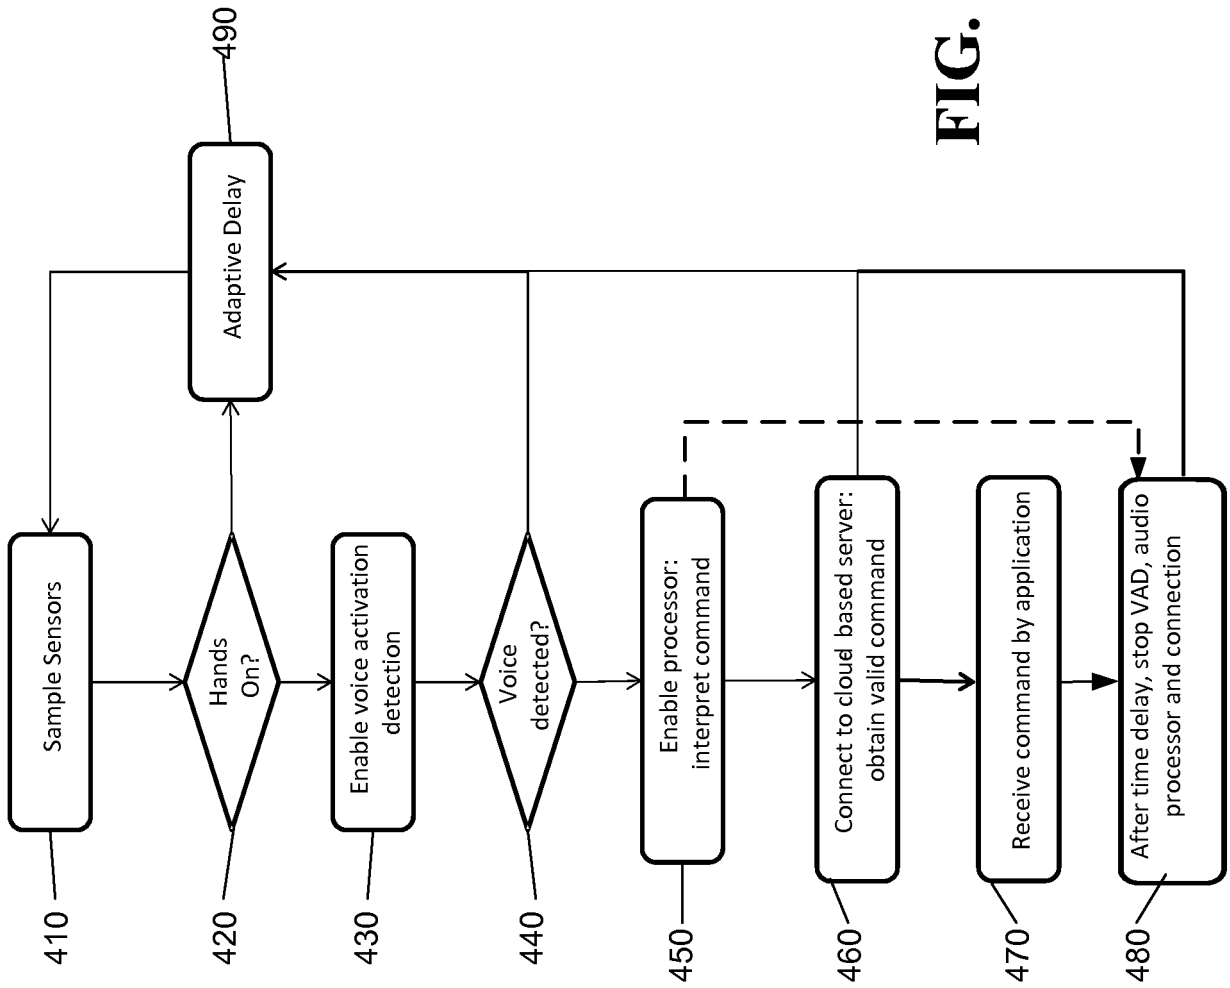 490
FIG.
Adaptive Delay
Sample Sensors
Hands
On?
Enable voice activation
detection
Voice
detected?
Enable processor:
interpret command
Connect to cloud based server:
obtain valid command
Receive command by application
After time delay, stop VAD, audio
processor and connection
410
420
430
440
450
460
470
480